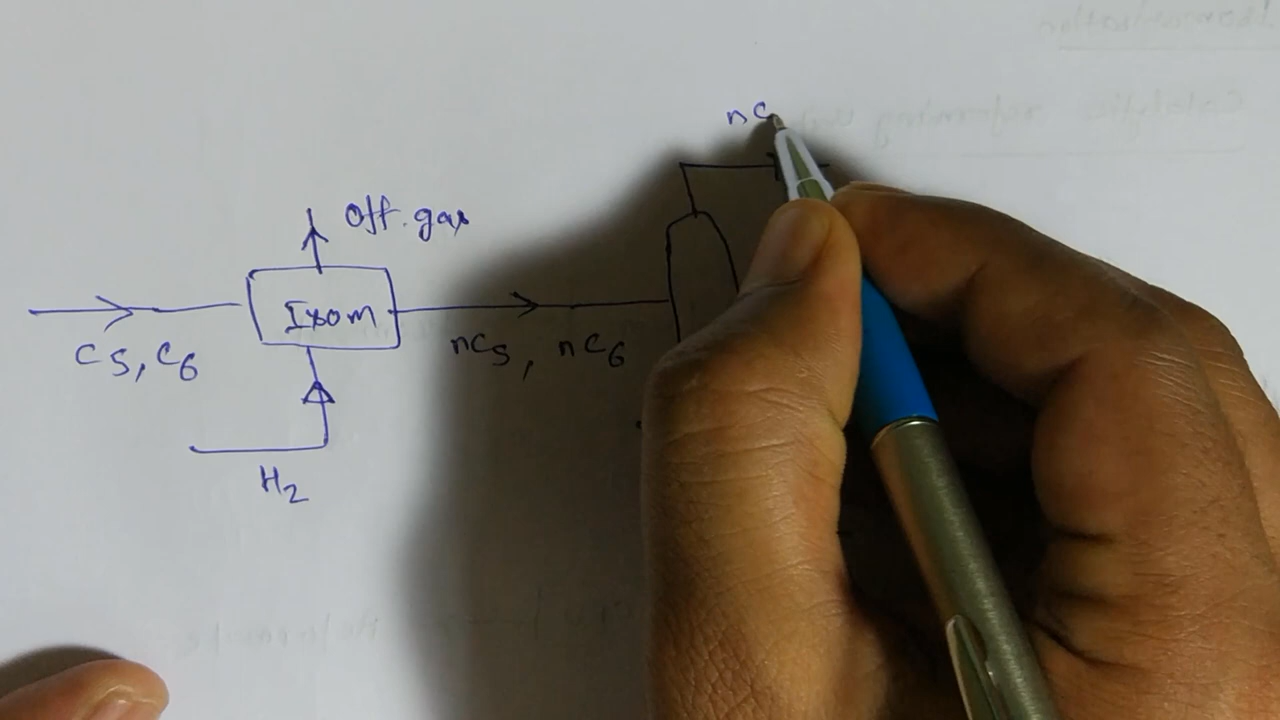 nC
Off. gas
Isom
C5, C6
nC5, nC6
H2